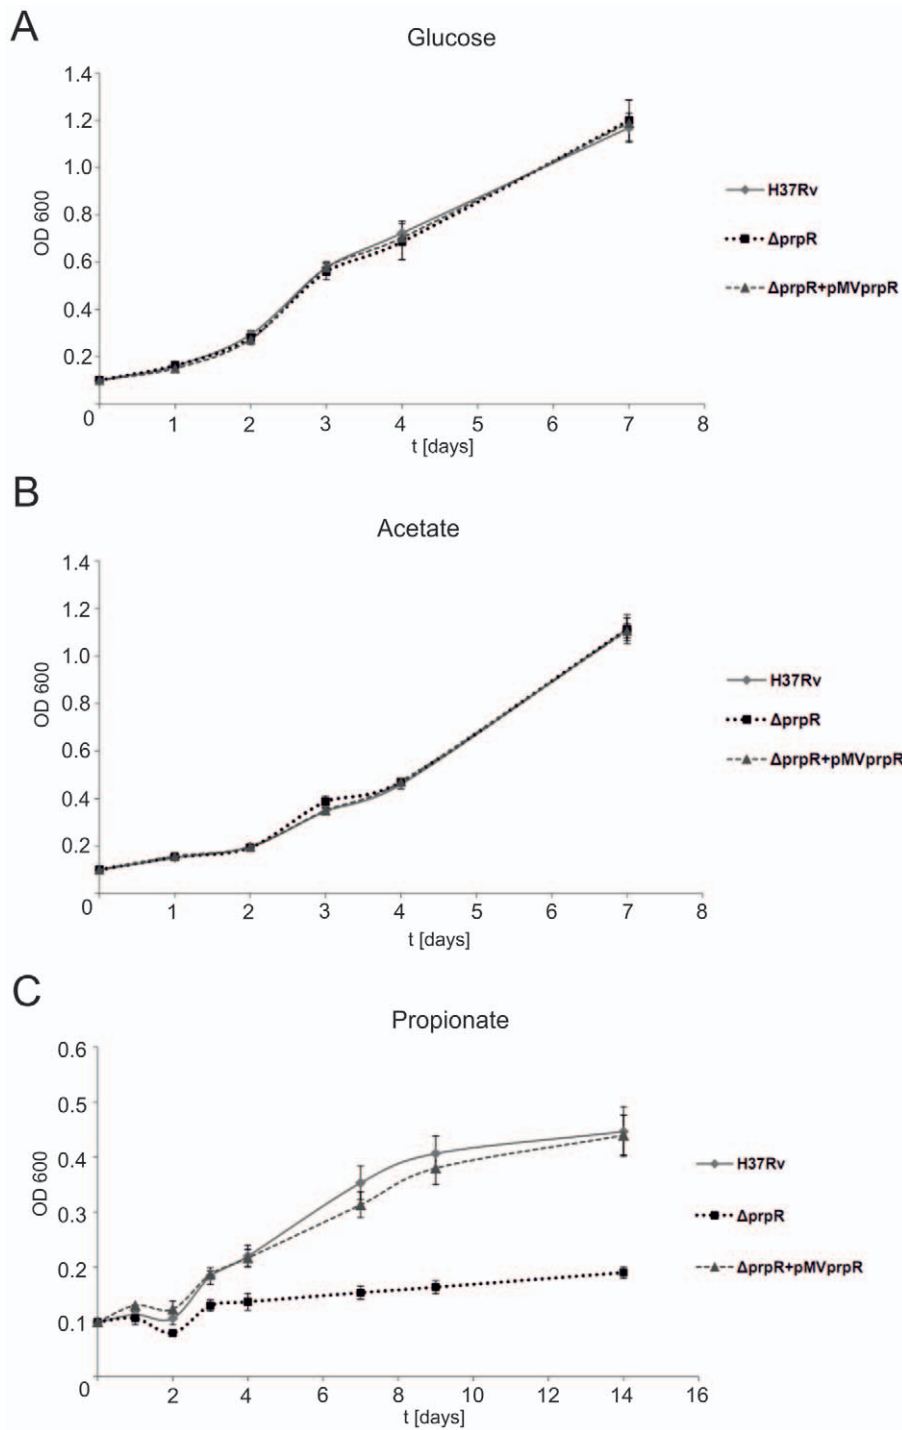 A
Glucose
1.4
1.2
1.0
0.8
0.6
0.4
0.2
0
OD 600
1 2 3 4 5 6 7 8
t [days]
H37Rv
ΔprpR
ΔprpR+pMVprpR
B
Acetate
1.4
1.2
1.0
0.8
0.6
0.4
0.2
0
OD 600
1 2 3 4 5 6 7 8
t [days]
H37Rv
ΔprpR
ΔprpR+pMVprpR
C
Propionate
0.6
0.5
0.4
0.3
0.2
0.1
0
OD 600
2 4 6 8 10 12 14 16
t [days]
H37Rv
ΔprpR
ΔprpR+pMVprpR